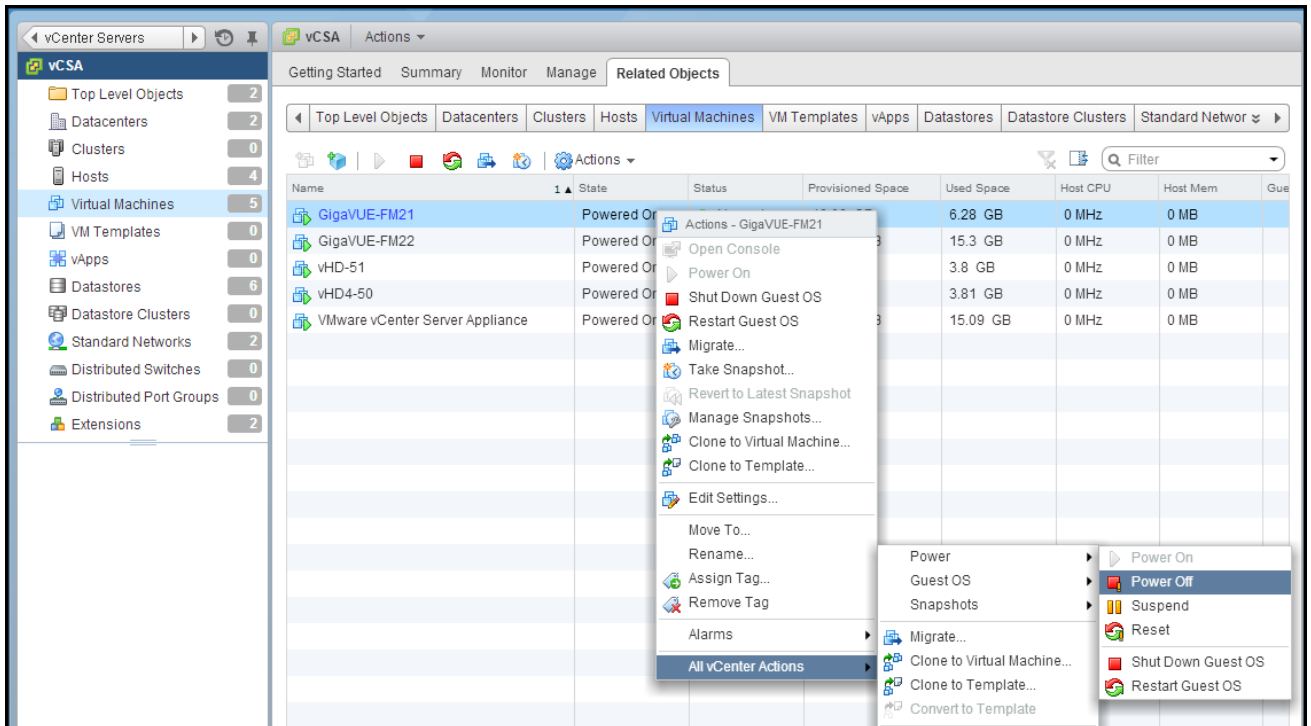 vCenter Servers
vCSA
Top Level Objects 2
Datacenters 2
Clusters 0
Hosts 4
Virtual Machines 5
VM Templates 0
vApps 0
Datastores 6
Datastore Clusters 0
Standard Networks 2
Distributed Switches 0
Distributed Port Groups 0
Extensions 2
vCSA Actions
Getting Started Summary Monitor Manage Related Objects
Top Level Objects Datacenters Clusters Hosts Virtual Machines VM Templates vApps Datastores Datastore Clusters Standard Networ
Actions Filter
Name 1 State Status Provisioned Space Used Space Host CPU Host Mem Gue
GigaVUE-FM21 Powered On 6.28 GB 0 MHz 0 MB
GigaVUE-FM22 Powered Or 15.3 GB 0 MHz 0 MB
vHD-51 Powered Or 3.8 GB 0 MHz 0 MB
vHD4-50 Powered Or 3.81 GB 0 MHz 0 MB
VMware vCenter Server Appliance Powered Or 15.09 GB 0 MHz 0 MB
Actions - GigaVUE-FM21
Open Console
Power On
Shut Down Guest OS
Restart Guest OS
Migrate...
Take Snapshot...
Revert to Latest Snapshot
Manage Snapshots...
Clone to Virtual Machine...
Clone to Template...
Edit Settings...
Move To...
Rename...
Assign Tag...
Remove Tag
Alarms
All vCenter Actions
Power
Guest OS
Snapshots
Migrate...
Clone to Virtual Machine...
Clone to Template...
Convert to Template
Power On
Power Off
Suspend
Reset
Shut Down Guest OS
Restart Guest OS